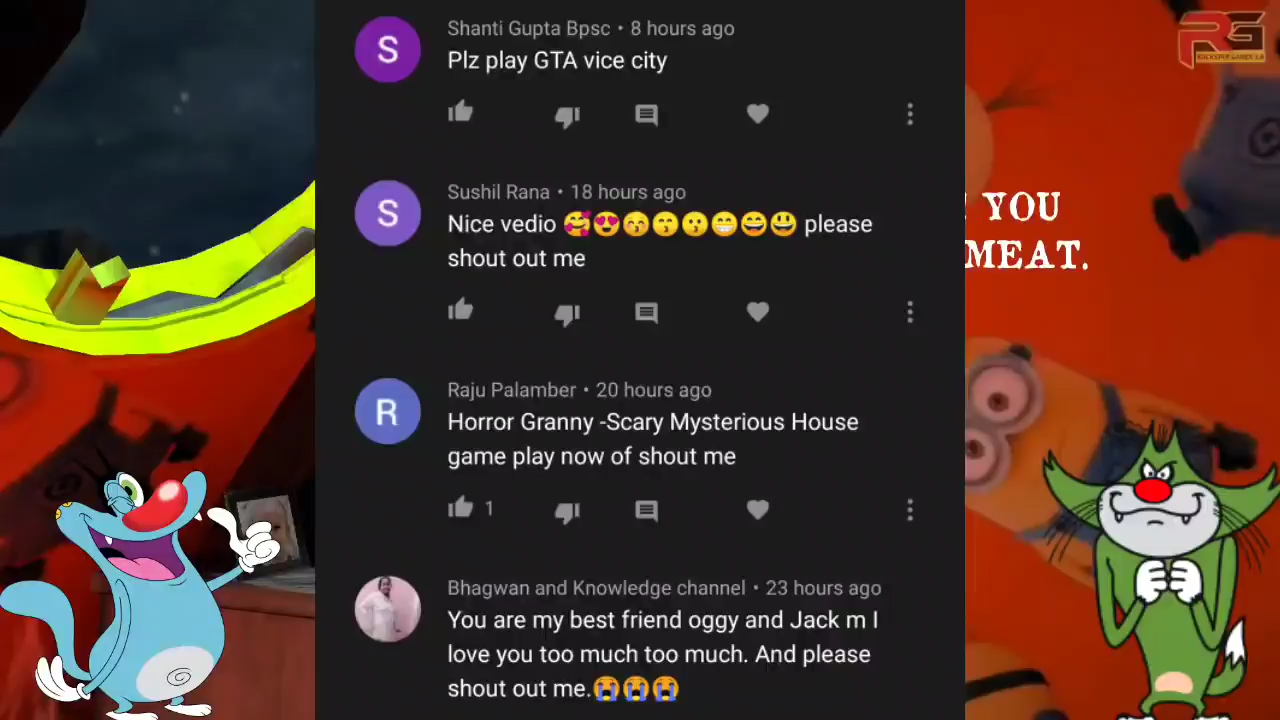 S
Shanti Gupta Bpsc • 8 hours ago
Plz play GTA vice city
S
Sushil Rana • 18 hours ago
Nice vedio 🥰😍😚😙😗😁😄😃 please
shout out me
R
Raju Palamber • 20 hours ago
Horror Granny -Scary Mysterious House
game play now of shout me
1
Bhagwan and Knowledge channel • 23 hours ago
You are my best friend oggy and Jack m I
love you too much too much. And please
shout out me.😭😭😭
YOU
MEAT.
RG